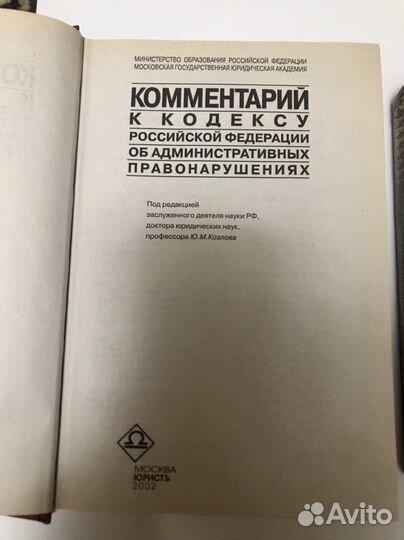 МИНИСТЕРСТВО ОБРАЗОВАНИЯ РОССИЙСКОЙ ФЕДЕРАЦИИ
МОСКОВСКАЯ ГОСУДАРСТВЕННАЯ ЮРИДИЧЕСКАЯ АКАДЕМИЯ
КОММЕНТАРИЙ
К КОДЕКСУ
РОССИЙСКОЙ ФЕДЕРАЦИИ
ОБ АДМИНИСТРАТИВНЫХ
ПРАВОНАРУШЕНИЯХ
Под редакцией
заслуженного деятеля науки РФ,
доктора юридических наук,
профессора Ю.М.Козлова
МОСКВА
ЮРИСТЪ
2002
Avito